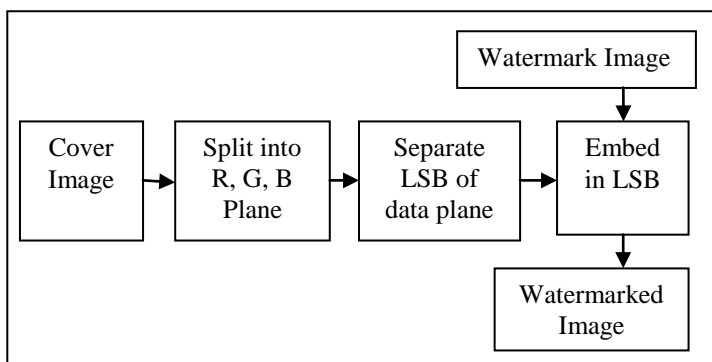 Watermark Image
Cover
Image
Split into
R, G, B
Plane
Separate
LSB of
data plane
Embed
in LSB
Watermarked
Image